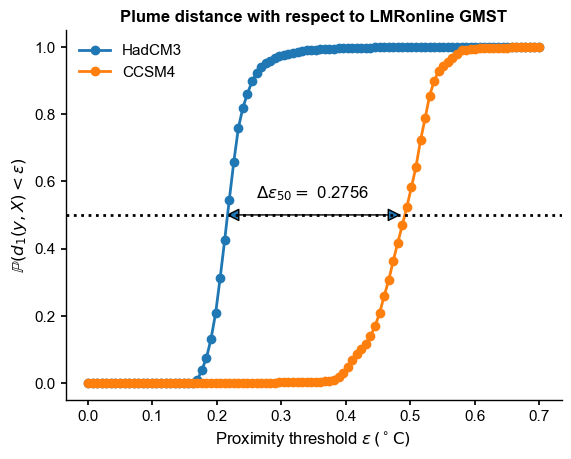 Plume distance with respect to LMRonline GMST
HadCM3
CCSM4
1.0
0.8
0.6
0.4
0.2
0.0
ℙ(d₁(y, X) < ε)
Δε₅₀ = 0.2756
0.0 0.1 0.2 0.3 0.4 0.5 0.6 0.7
Proximity threshold ε (°C)